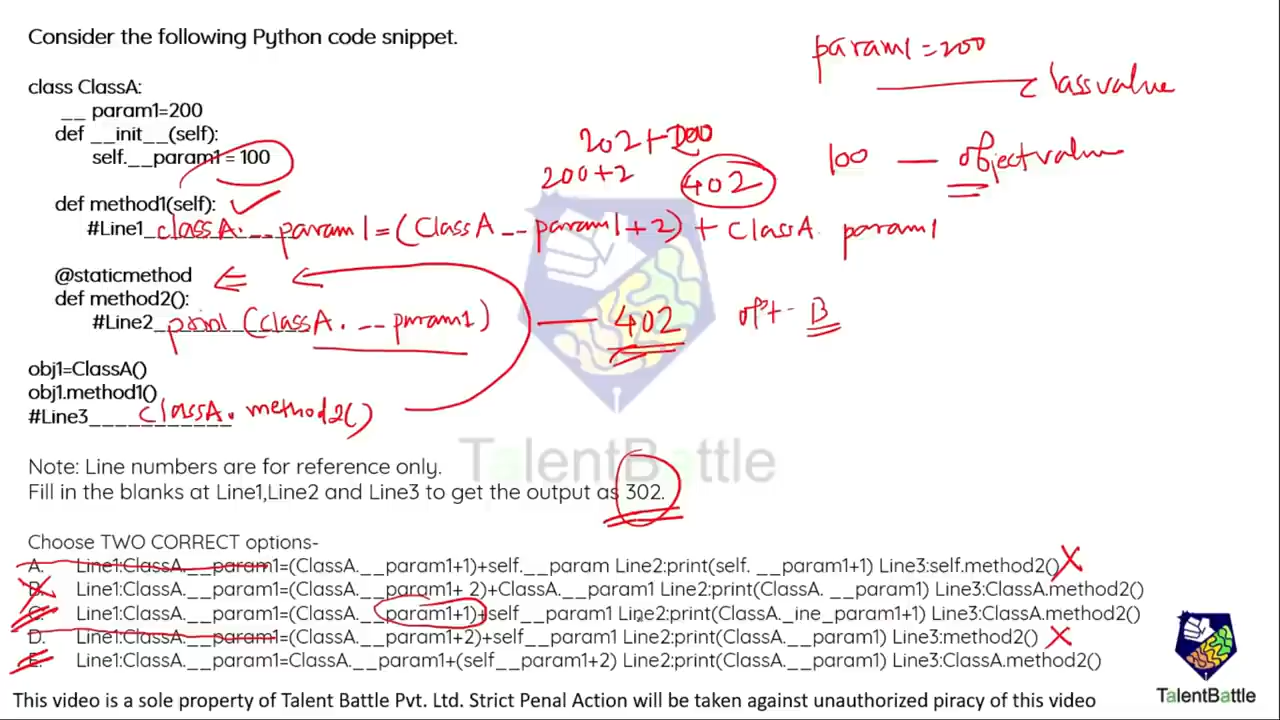 Consider the following Python code snippet.
param1 = 200
classvalue
class ClassA:
__ param1=200
def __init__(self):
self.__param1 = 100
202+200
200+2
402
100 — objectvalue
def method1(self):
#Line1 classA.__param1=(ClassA__param1+2) + ClassA. param1
@staticmethod
def method2():
#Line2 print (classA.__param1) — 402 opt - B
obj1=ClassA()
obj1.method1()
#Line3 classA.method2()
TalentBattle
Note: Line numbers are for reference only.
Fill in the blanks at Line1,Line2 and Line3 to get the output as 302.
Choose TWO CORRECT options-
A. Line1:ClassA.__param1=(ClassA.__param1+1)+self.__param Line2:print(self. __param1+1) Line3:self.method2() X
B. Line1:ClassA.__param1=(ClassA.__param1+ 2)+ClassA.__param1 Line2:print(ClassA. __param1) Line3:ClassA.method2()
C. Line1:ClassA.__param1=(ClassA.__param1+1)+self__param1 Line2:print(ClassA._ine_param1+1) Line3:ClassA.method2()
D. Line1:ClassA.__param1=(ClassA.__param1+2)+self__param1 Line2:print(ClassA.__param1) Line3:method2() X
E. Line1:ClassA.__param1=ClassA.__param1+(self__param1+2) Line2:print(ClassA.__param1) Line3:ClassA.method2()
TalentBattle
This video is a sole property of Talent Battle Pvt. Ltd. Strict Penal Action will be taken against unauthorized piracy of this video